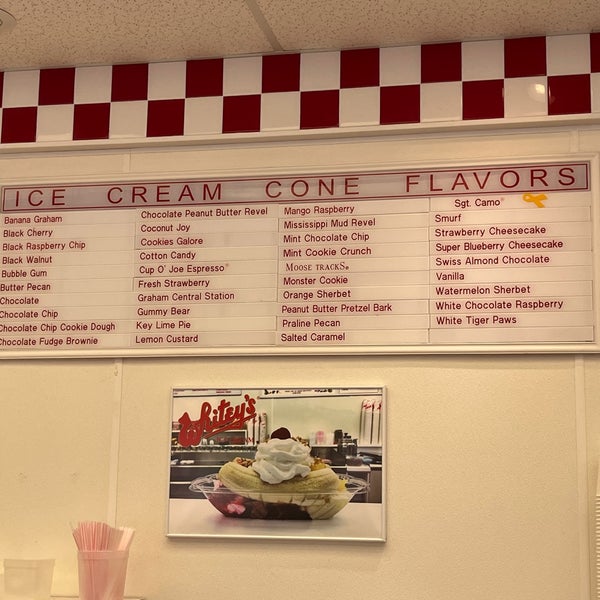 ICE CREAM CONE FLAVORS
Banana Graham
Black Cherry
Black Raspberry Chip
Black Walnut
Bubble Gum
Butter Pecan
Chocolate
Chocolate Chip
Chocolate Chip Cookie Dough
Chocolate Fudge Brownie
Chocolate Peanut Butter Revel
Coconut Joy
Cookies Galore
Cotton Candy
Cup O' Joe Espresso®
Fresh Strawberry
Graham Central Station
Gummy Bear
Key Lime Pie
Lemon Custard
Mango Raspberry
Mississippi Mud Revel
Mint Chocolate Chip
Mint Cookie Crunch
MOOSE TRACKS®
Monster Cookie
Orange Sherbet
Peanut Butter Pretzel Bark
Praline Pecan
Salted Caramel
Sgt. Camo®
Smurf
Strawberry Cheesecake
Super Blueberry Cheesecake
Swiss Almond Chocolate
Vanilla
Watermelon Sherbet
White Chocolate Raspberry
White Tiger Paws
Whitey's